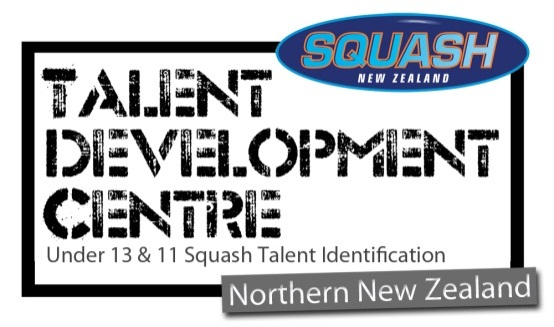 SQUASH
NEW ZEALAND
TALENT
DEVELOPMENT
CENTRE
Under 13 & 11 Squash Talent Identification
Northern New Zealand